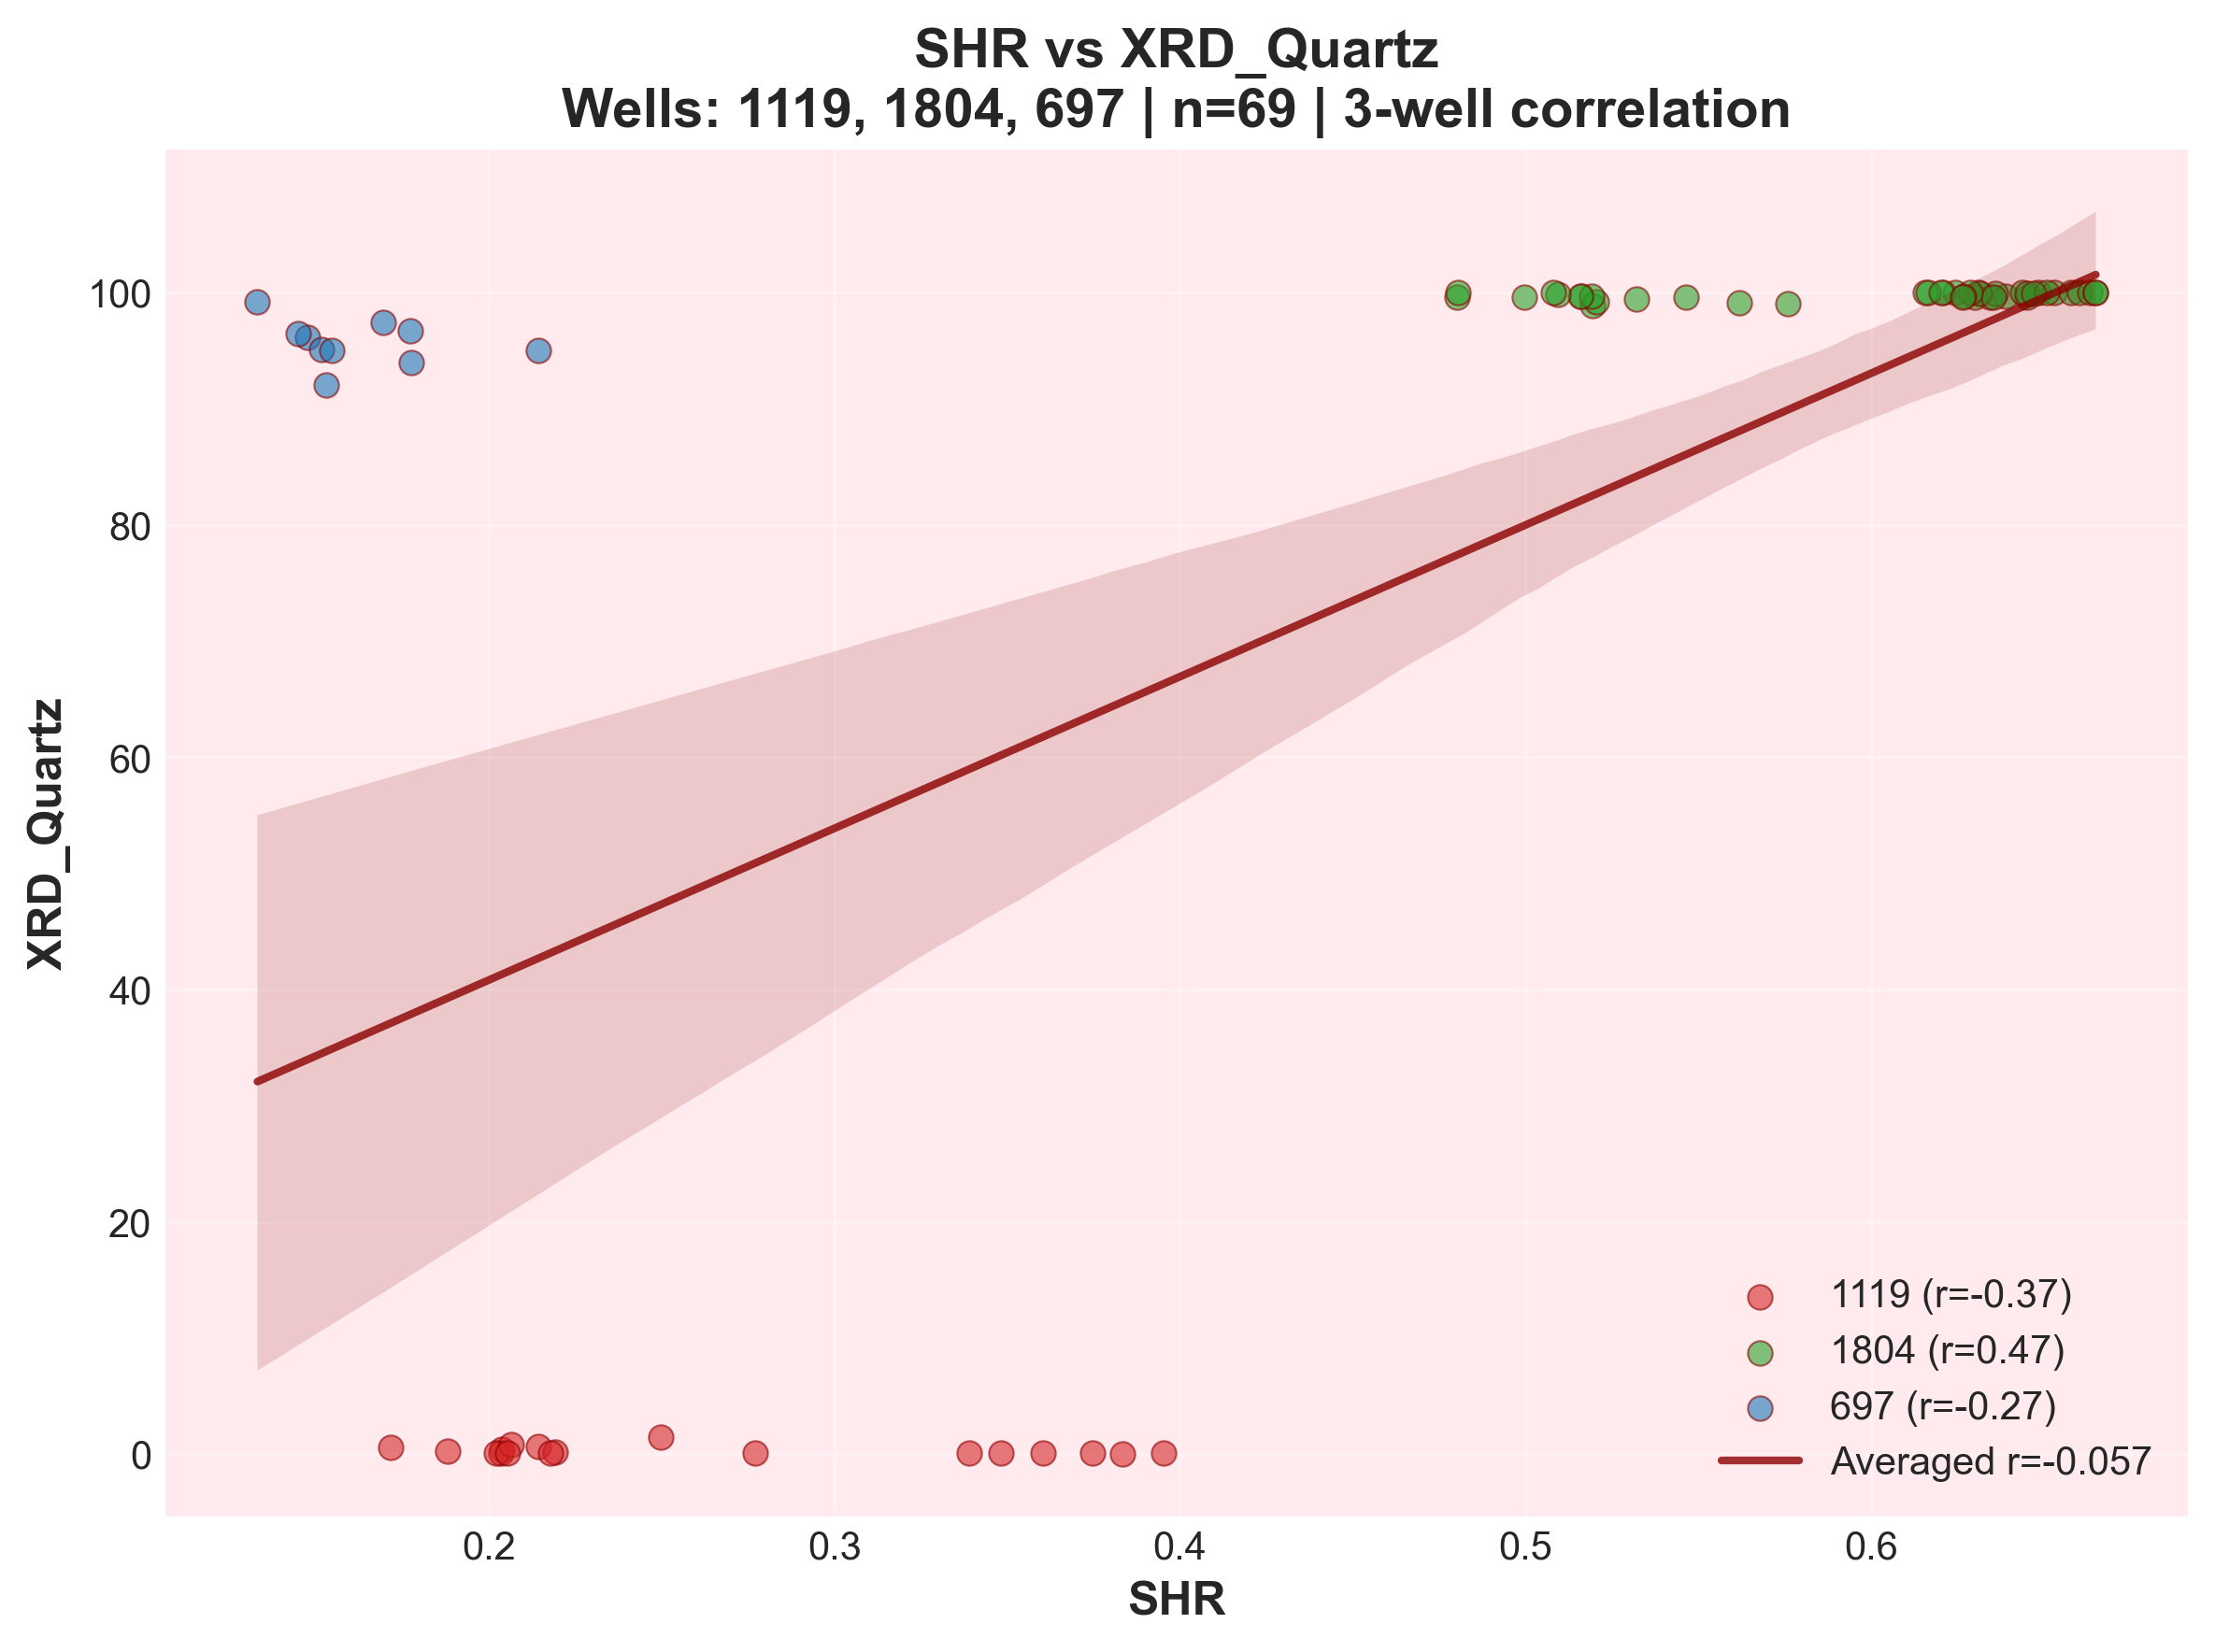 SHR vs XRD_Quartz
Wells: 1119, 1804, 697 | n=69 | 3-well correlation
XRD_Quartz
100
80
60
40
20
0
1119 (r=-0.37)
1804 (r=0.47)
697 (r=-0.27)
Averaged r=-0.057
0.2 0.3 0.4 0.5 0.6
SHR